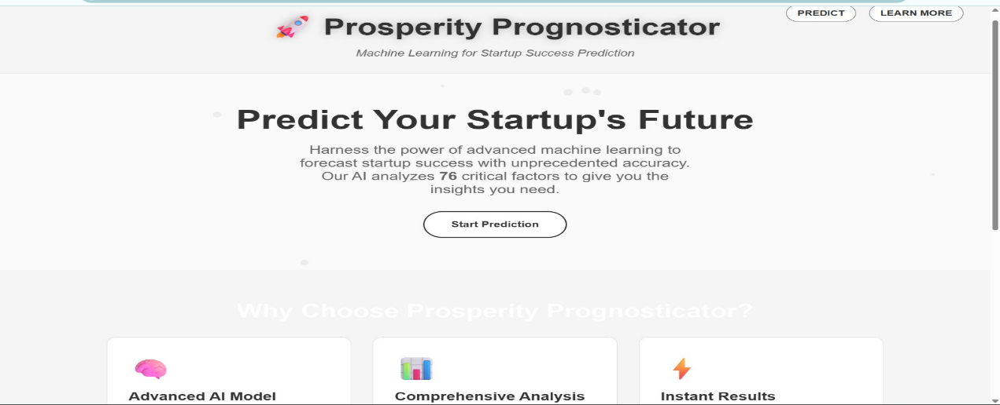 Prosperity Prognosticator
PREDICT
LEARN MORE
Machine Learning for Startup Success Prediction
Predict Your Startup's Future
Harness the power of advanced machine learning to
forecast startup success with unprecedented accuracy.
Our AI analyzes 76 critical factors to give you the
insights you need.
Start Prediction
Why Choose Prosperity Prognosticator?
Advanced AI Model
Comprehensive Analysis
Instant Results